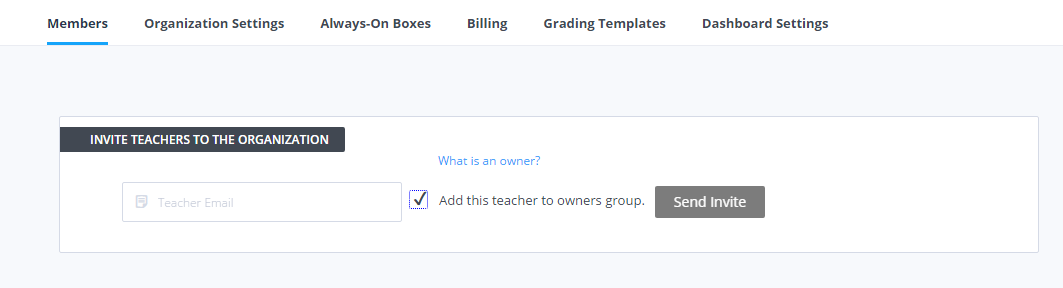 Members Organization Settings Always-On Boxes Billing Grading Templates Dashboard Settings
INVITE TEACHERS TO THE ORGANIZATION
What is an owner?
Teacher Email Add this teacher to owners group. Send Invite